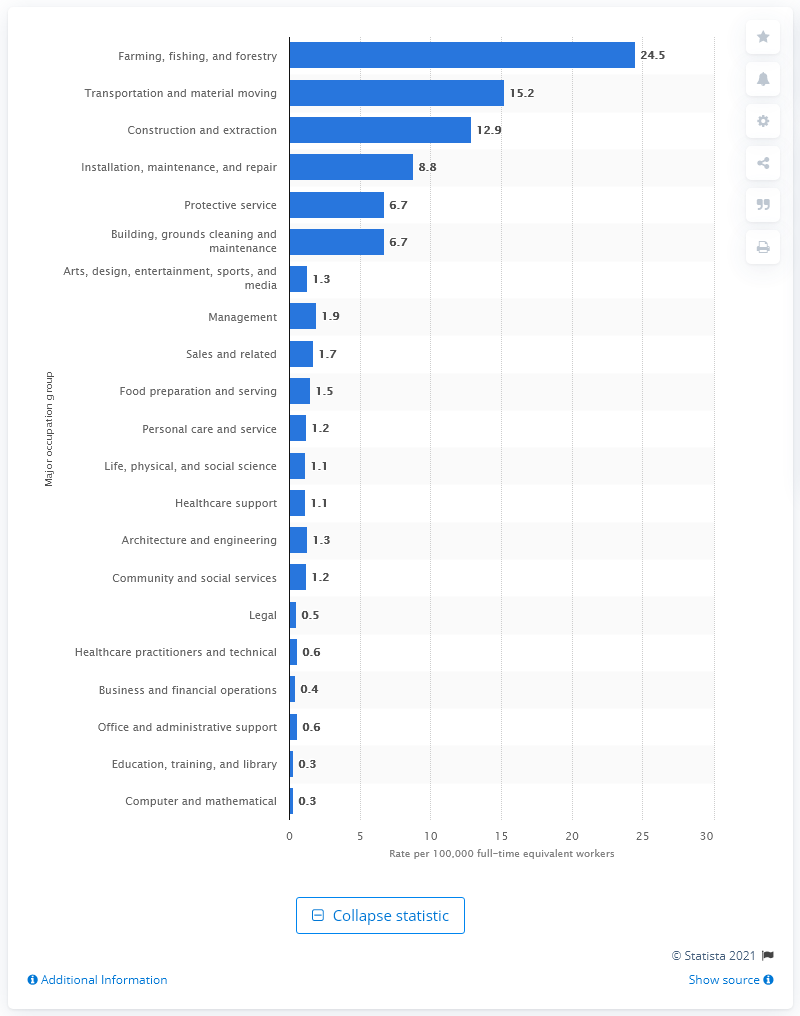 Farming, fishing, and forestry 24.5
Transportation and material moving 15.2
Construction and extraction 12.9
Installation, maintenance, and repair 8.8
Protective service 6.7
Building, grounds cleaning and
maintenance 6.7
Arts, design, entertainment, sports, and
media 1.3
Management 1.9
Sales and related 1.7
Food preparation and serving 1.5
Personal care and service 1.2
Life, physical, and social science 1.1
Healthcare support 1.1
Architecture and engineering 1.3
Community and social services 1.2
Legal 0.5
Healthcare practitioners and technical 0.6
Business and financial operations 0.4
Office and administrative support 0.6
Education, training, and library 0.3
Computer and mathematical 0.3
Major occupation group
0 5 10 15 20 25 30
Rate per 100,000 full-time equivalent workers
Collapse statistic
© Statista 2021
Additional Information
Show source